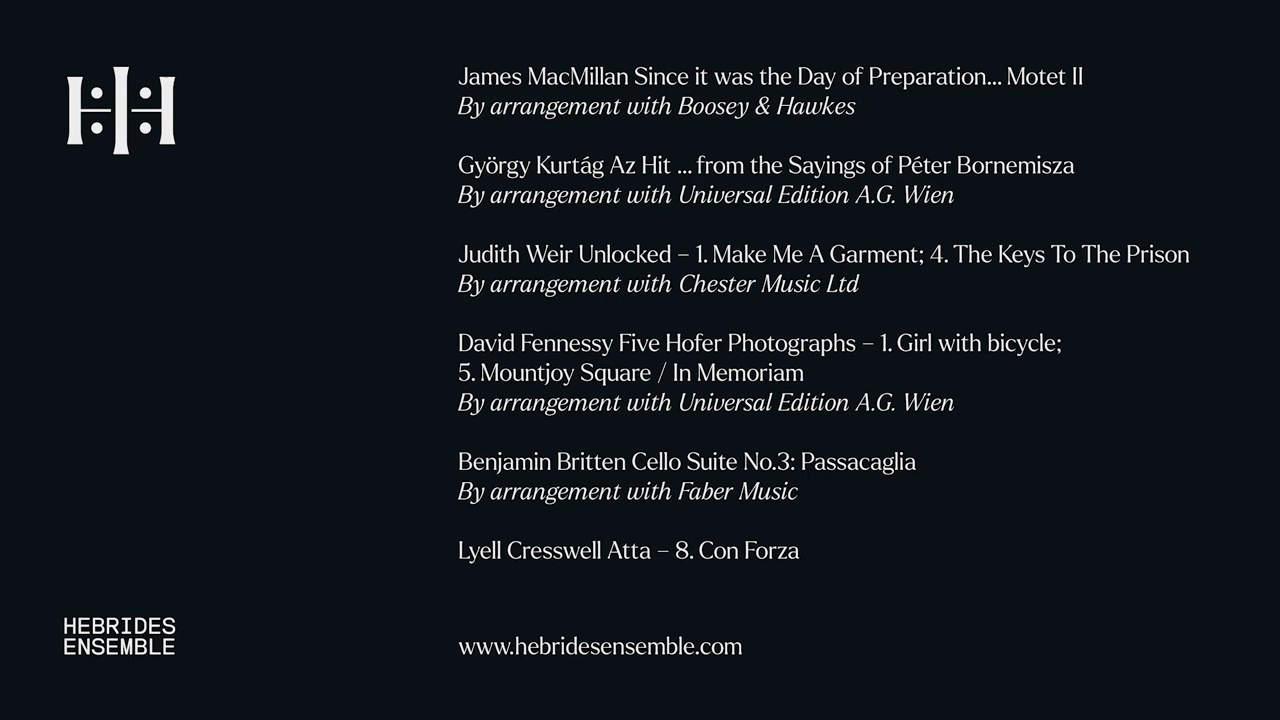 James MacMillan Since it was the Day of Preparation... Motet II
By arrangement with Boosey & Hawkes
György Kurtág Az Hit ... from the Sayings of Péter Bornemisza
By arrangement with Universal Edition A.G. Wien
Judith Weir Unlocked – 1. Make Me A Garment; 4. The Keys To The Prison
By arrangement with Chester Music Ltd
David Fennessy Five Hofer Photographs – 1. Girl with bicycle;
5. Mountjoy Square / In Memoriam
By arrangement with Universal Edition A.G. Wien
Benjamin Britten Cello Suite No.3: Passacaglia
By arrangement with Faber Music
Lyell Cresswell Atta – 8. Con Forza
HEBRIDES
ENSEMBLE
www.hebridesensemble.com